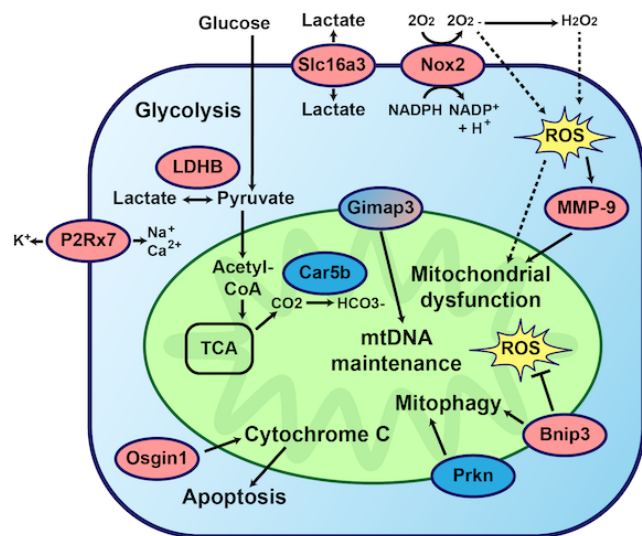 Glucose
Lactate
2O₂
2O₂ -
H₂O₂
Slc16a3
Nox2
Lactate
NADPH
NADP⁺
+ H⁺
Glycolysis
ROS
LDHB
Lactate
Pyruvate
Gimap3
MMP-9
K⁺
P2Rx7
Na⁺
Ca²⁺
Acetyl-
CoA
Car5b
CO2
HCO3-
Mitochondrial
dysfunction
TCA
mtDNA
maintenance
ROS
Mitophagy
Cytochrome C
Bnip3
Osgin1
Prkn
Apoptosis